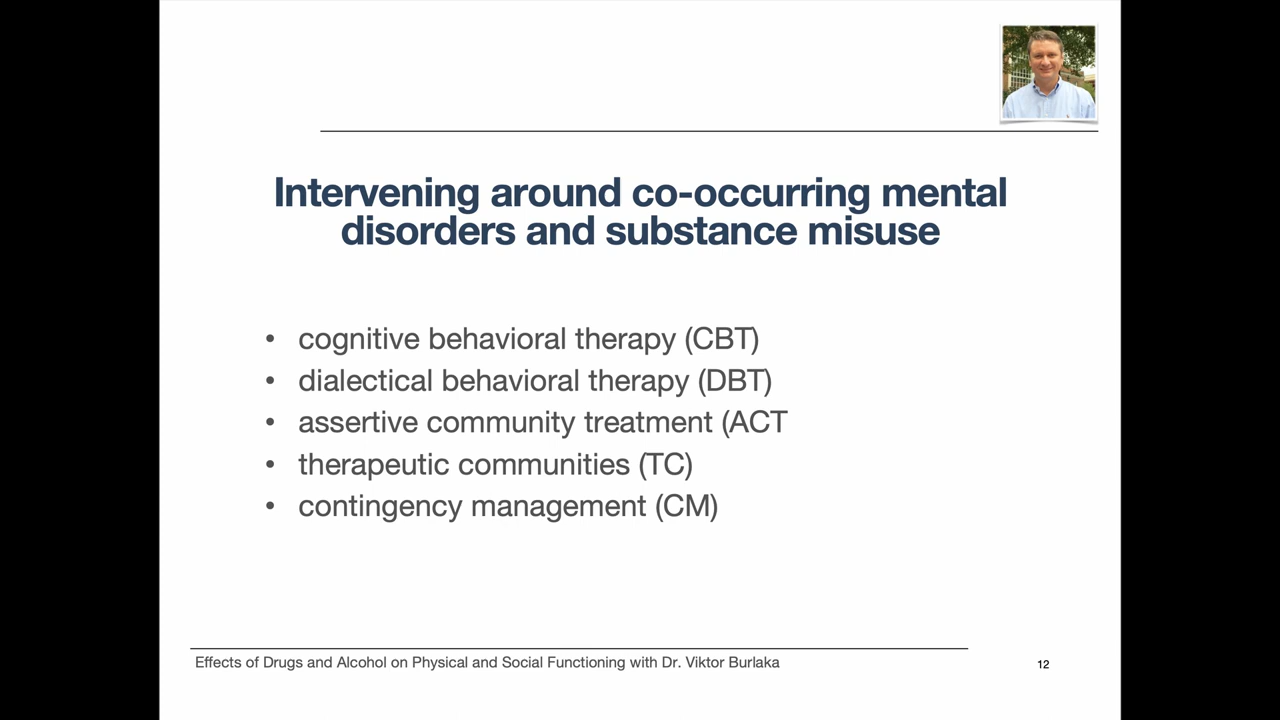 Intervening around co-occurring mental
disorders and substance misuse
• cognitive behavioral therapy (CBT)
• dialectical behavioral therapy (DBT)
• assertive community treatment (ACT
• therapeutic communities (TC)
• contingency management (CM)
Effects of Drugs and Alcohol on Physical and Social Functioning with Dr. Viktor Burlaka
12